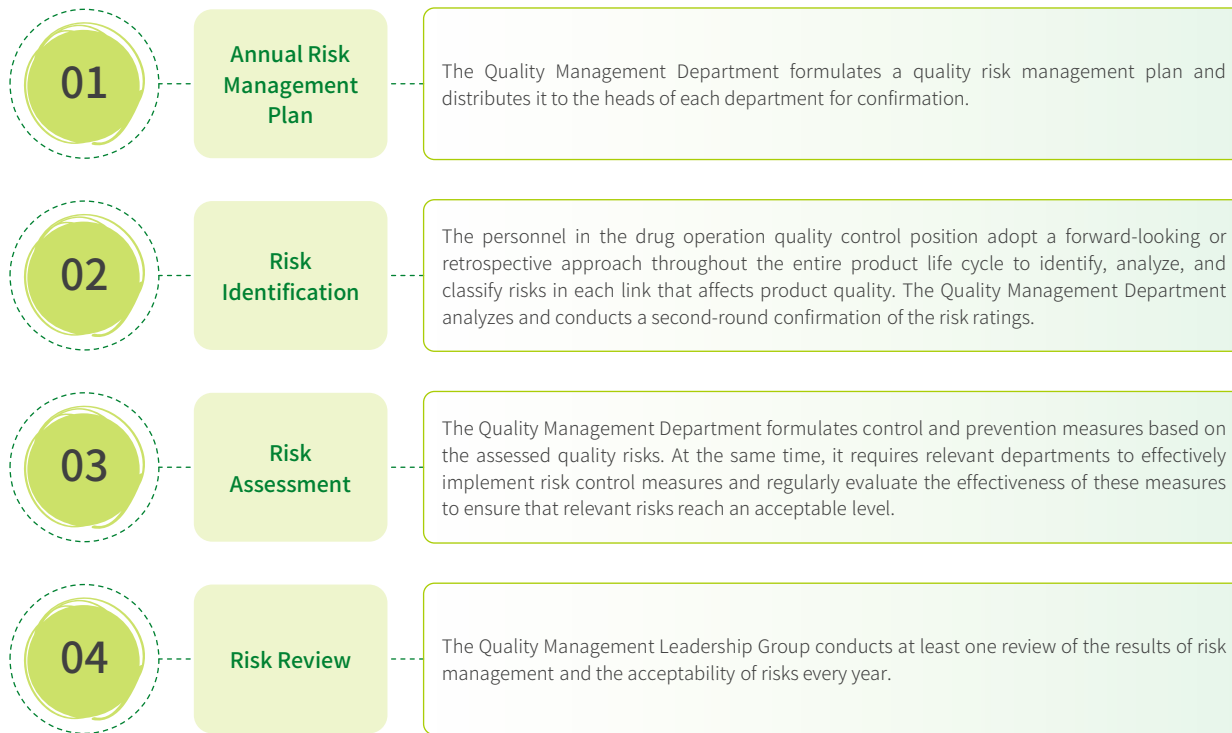 01
Annual Risk
Management
Plan
The Quality Management Department formulates a quality risk management plan and
distributes it to the heads of each department for confirmation.
02
Risk
Identification
The personnel in the drug operation quality control position adopt a forward-looking or
retrospective approach throughout the entire product life cycle to identify, analyze, and
classify risks in each link that affects product quality. The Quality Management Department
analyzes and conducts a second-round confirmation of the risk ratings.
03
Risk
Assessment
The Quality Management Department formulates control and prevention measures based on
the assessed quality risks. At the same time, it requires relevant departments to effectively
implement risk control measures and regularly evaluate the effectiveness of these measures
to ensure that relevant risks reach an acceptable level.
04
Risk Review
The Quality Management Leadership Group conducts at least one review of the results of risk
management and the acceptability of risks every year.